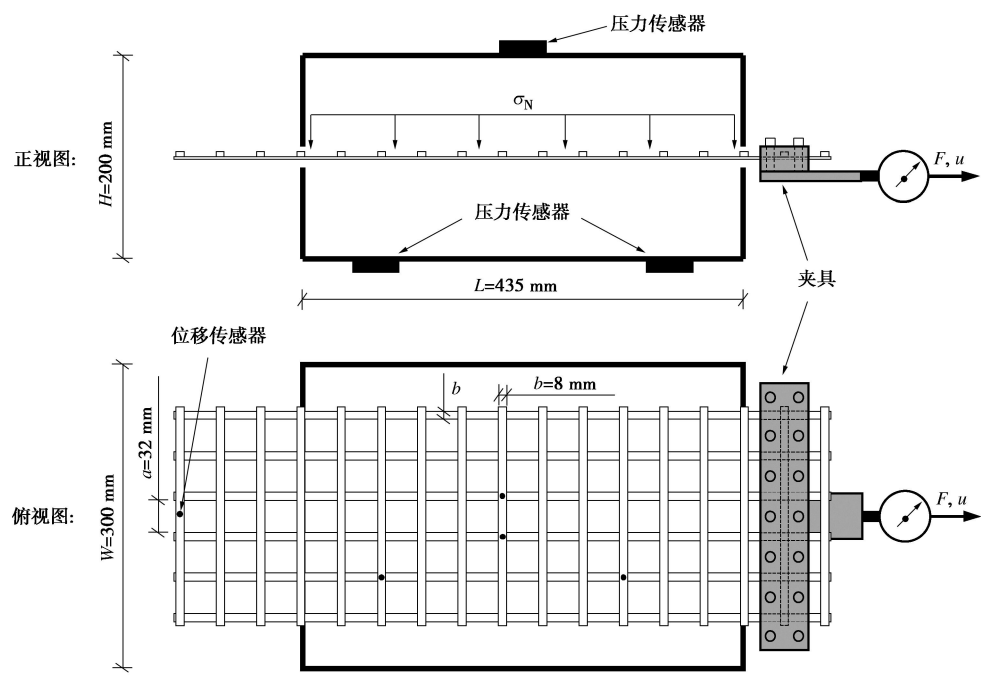 压力传感器
σN
正视图:
H=200 mm
F, u
压力传感器
L=435 mm
夹具
位移传感器
b
b=8 mm
a=32 mm
俯视图:
W=300 mm
F, u